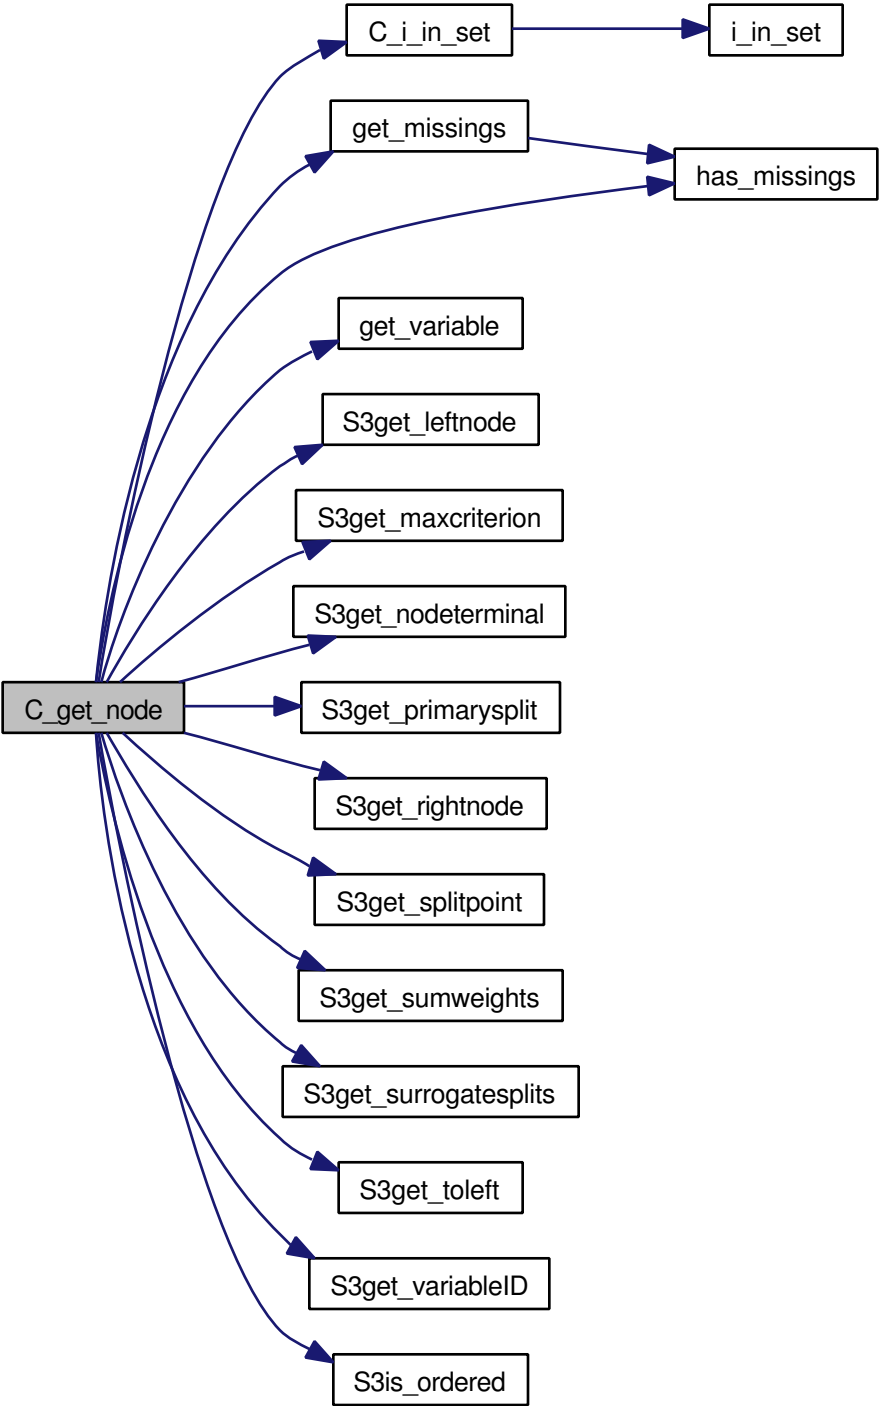 C_i_in_set
i_in_set
get_missings
has_missings
get_variable
S3get_leftnode
S3get_maxcriterion
S3get_nodeterminal
C_get_node
S3get_primarysplit
S3get_rightnode
S3get_splitpoint
S3get_sumweights
S3get_surrogatesplits
S3get_toleft
S3get_variableID
S3is_ordered